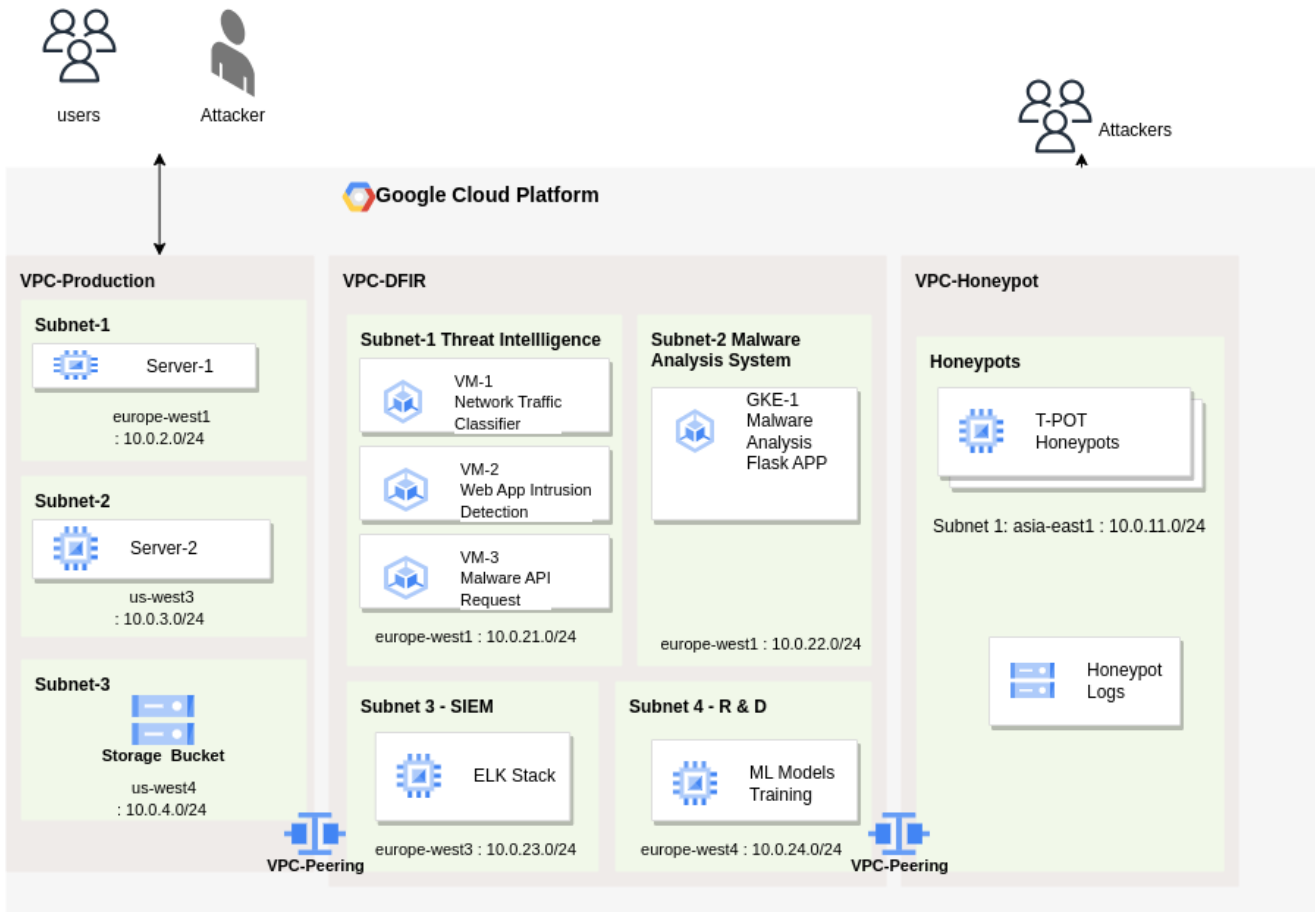 users
Attacker
Attackers
Google Cloud Platform
VPC-Production
Subnet-1
Server-1
europe-west1
: 10.0.2.0/24
Subnet-2
Server-2
us-west3
: 10.0.3.0/24
Subnet-3
Storage Bucket
us-west4
: 10.0.4.0/24
VPC-Peering
VPC-DFIR
Subnet-1 Threat Intellligence
VM-1
Network Traffic
Classifier
VM-2
Web App Intrusion
Detection
VM-3
Malware API
Request
europe-west1 : 10.0.21.0/24
Subnet-2 Malware
Analysis System
GKE-1
Malware
Analysis
Flask APP
europe-west1 : 10.0.22.0/24
Subnet 3 - SIEM
ELK Stack
europe-west3 : 10.0.23.0/24
Subnet 4 - R & D
ML Models
Training
europe-west4 : 10.0.24.0/24
VPC-Peering
VPC-Honeypot
Honeypots
T-POT
Honeypots
Subnet 1: asia-east1 : 10.0.11.0/24
Honeypot
Logs